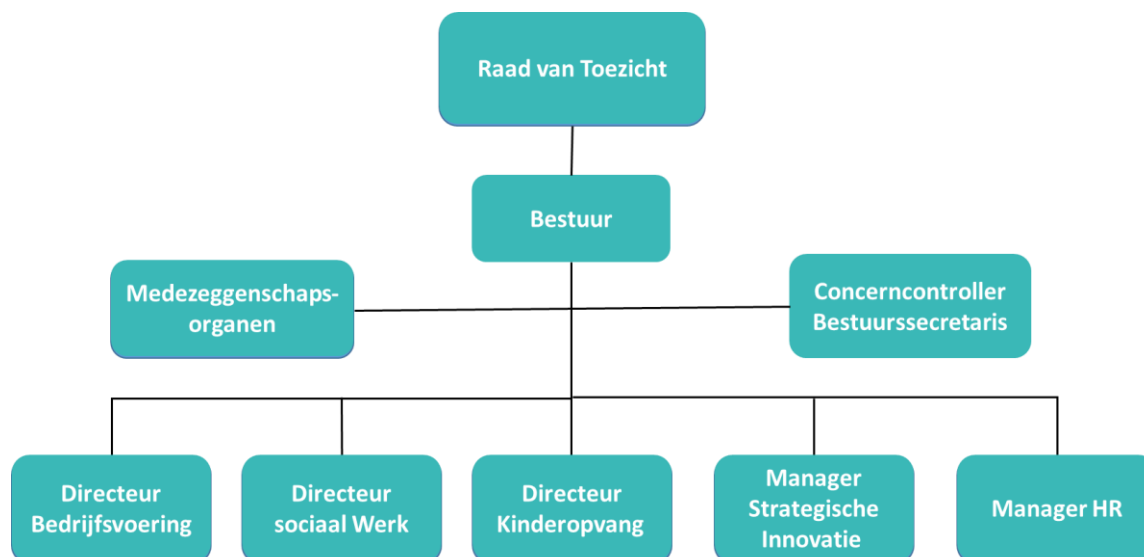 Raad van Toezicht
Bestuur
Medezeggenschaps-
organen
Concerncontroller
Bestuurssecretaris
Directeur
Bedrijfsvoering
Directeur
sociaal Werk
Directeur
Kinderopvang
Manager
Strategische
Innovatie
Manager HR